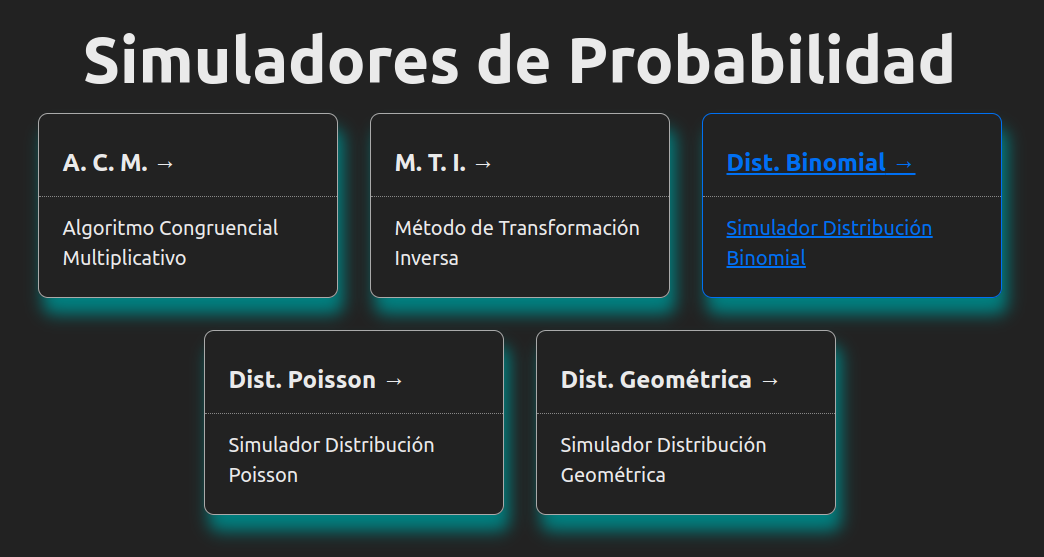 Simuladores de Probabilidad
A. C. M. →
Algoritmo Congruencial
Multiplicativo
M. T. I. →
Método de Transformación
Inversa
Dist. Binomial →
Simulador Distribución
Binomial
Dist. Poisson →
Simulador Distribución
Poisson
Dist. Geométrica →
Simulador Distribución
Geométrica